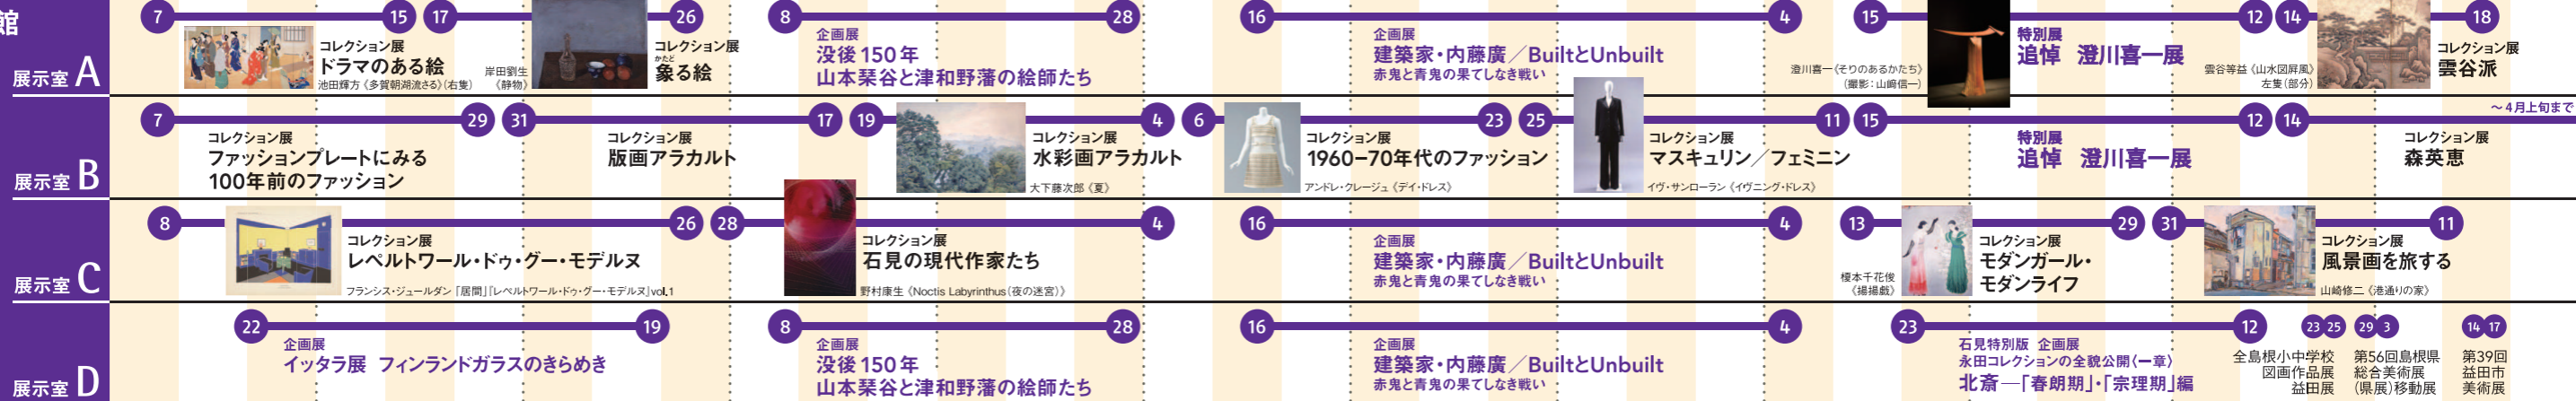 館
展示室 A
7 15 17 26 8 28 16 4 15 12 14 18
コレクション展
ドラマのある絵
池田輝方《多賀朝湖流さる》(右隻)
岸田劉生
《静物》
コレクション展
かたど
象る絵
企画展
没後150年
山本琹谷と津和野藩の絵師たち
企画展
建築家・内藤廣／BuiltとUnbuilt
赤鬼と青鬼の果てしなき戦い
澄川喜一《そりのあるかたち》
(撮影:山﨑信一)
特別展
追悼 澄川喜一展
雲谷等益《山水図屏風》
左隻(部分)
コレクション展
雲谷派
展示室 B
7 29 31 17 19 4 6 23 25 11 15 12 14
～4月上旬まで
コレクション展
ファッションプレートにみる
100年前のファッション
コレクション展
版画アラカルト
コレクション展
水彩画アラカルト
大下藤次郎《夏》
コレクション展
1960−70年代のファッション
アンドレ・クレージュ《デイ・ドレス》
コレクション展
マスキュリン／フェミニン
イヴ・サンローラン《イヴニング・ドレス》
特別展
追悼 澄川喜一展
コレクション展
森英恵
展示室 C
8 26 28 4 16 4 13 29 31 11
コレクション展
レペルトワール・ドゥ・グー・モデルヌ
フランシス・ジュールダン「居間」『レペルトワール・ドゥ・グー・モデルヌ』vol.1
コレクション展
石見の現代作家たち
野村康生《Noctis Labyrinthus(夜の迷宮)》
企画展
建築家・内藤廣／BuiltとUnbuilt
赤鬼と青鬼の果てしなき戦い
榎本千花俊
《揚揚戯》
コレクション展
モダンガール・
モダンライフ
コレクション展
風景画を旅する
山崎修二《港通りの家》
展示室 D
22 19 8 28 16 4 23 12 23 25 29 3 14 17
企画展
イッタラ展 フィンランドガラスのきらめき
企画展
没後150年
山本琹谷と津和野藩の絵師たち
企画展
建築家・内藤廣／BuiltとUnbuilt
赤鬼と青鬼の果てしなき戦い
石見特別版 企画展
永田コレクションの全貌公開〈一章〉
北斎―「春朗期」・「宗理期」編
全島根小中学校
図画作品展
益田展
第56回島根県
総合美術展
(県展)移動展
第39回
益田市
美術展